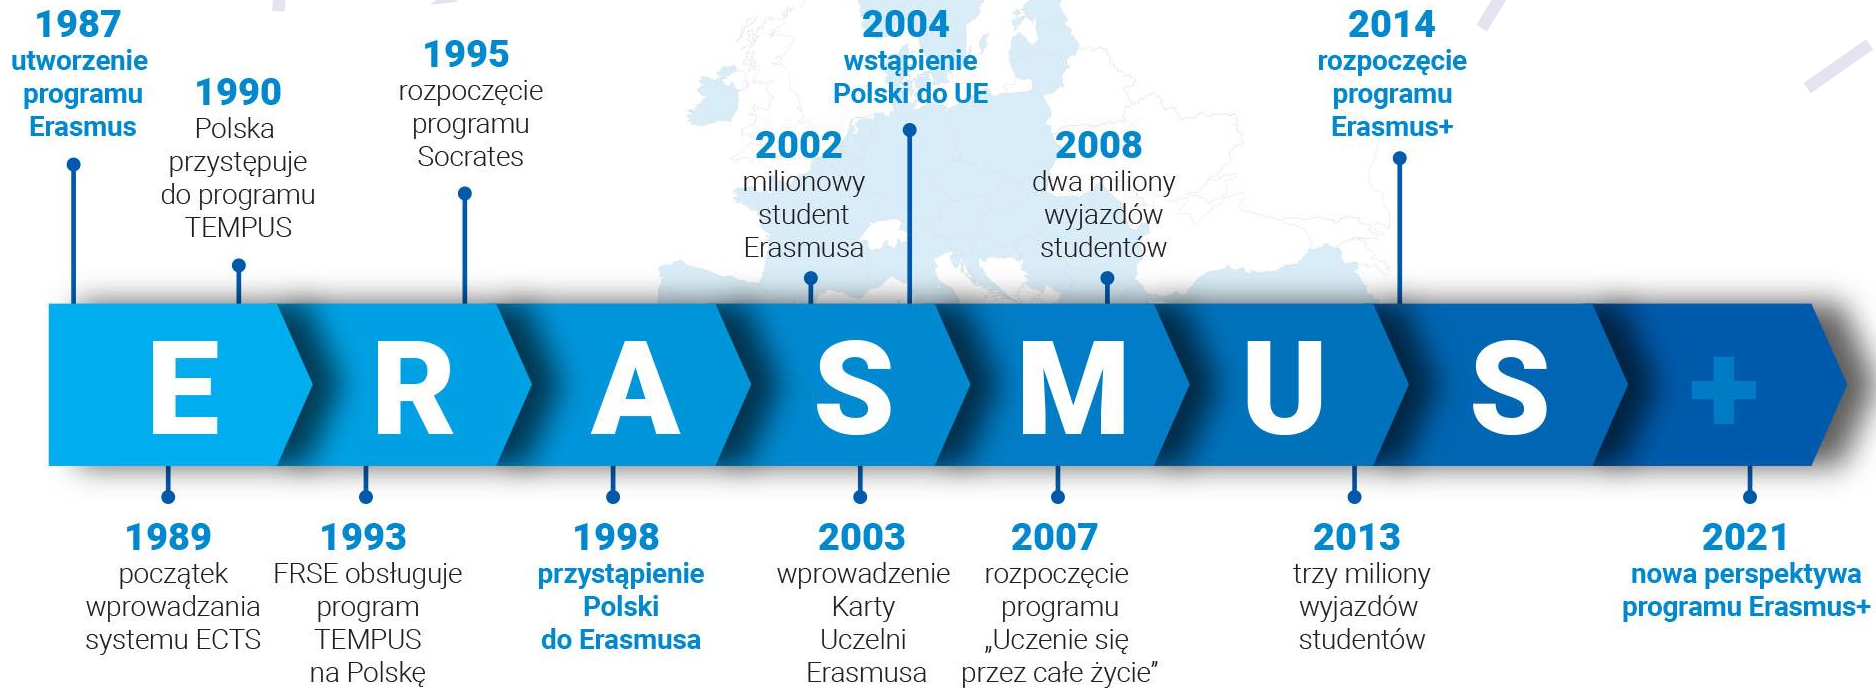 1987
utworzenie
programu
Erasmus
1990
Polska
przystępuje
do programu
TEMPUS
1995
rozpoczęcie
programu
Socrates
2002
milionowy
student
Erasmusa
2004
wstąpienie
Polski do UE
2008
dwa miliony
wyjazdów
studentów
2014
rozpoczęcie
programu
Erasmus+
ERASMUS+
1989
początek
wprowadzania
systemu ECTS
1993
FRSE obsługuje
program
TEMPUS
na Polskę
1998
przystąpienie
Polski
do Erasmusa
2003
wprowadzenie
Karty
Uczelni
Erasmusa
2007
rozpoczęcie
programu
„Uczenie się
przez całe życie”
2013
trzy miliony
wyjazdów
studentów
2021
nowa perspektywa
programu Erasmus+